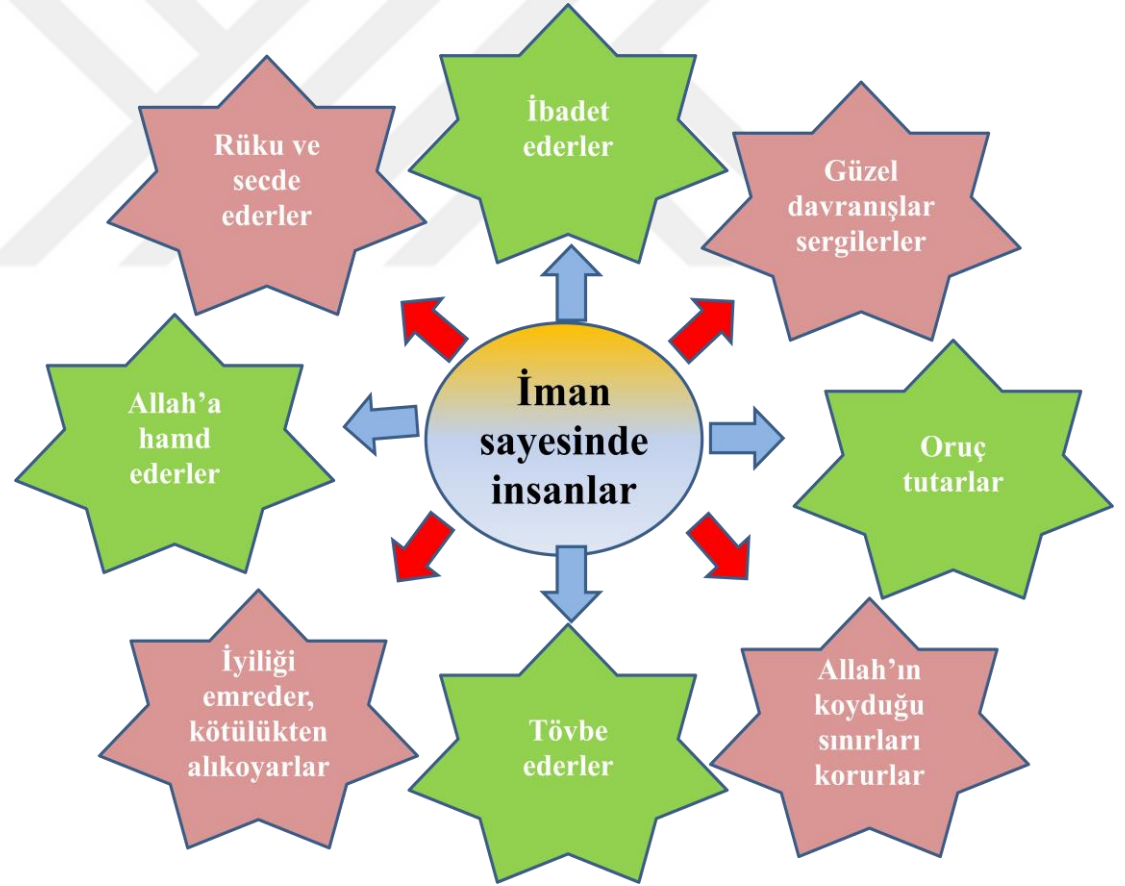 İbadet
ederler
Rüku ve
secde
ederler
Güzel
davranışlar
sergilerler
Allah’a
hamd
ederler
İman
sayesinde
insanlar
Oruç
tutarlar
İyiliği
emreder,
kötülükten
alıkoyarlar
Tövbe
ederler
Allah’ın
koyduğu
sınırları
korurlar